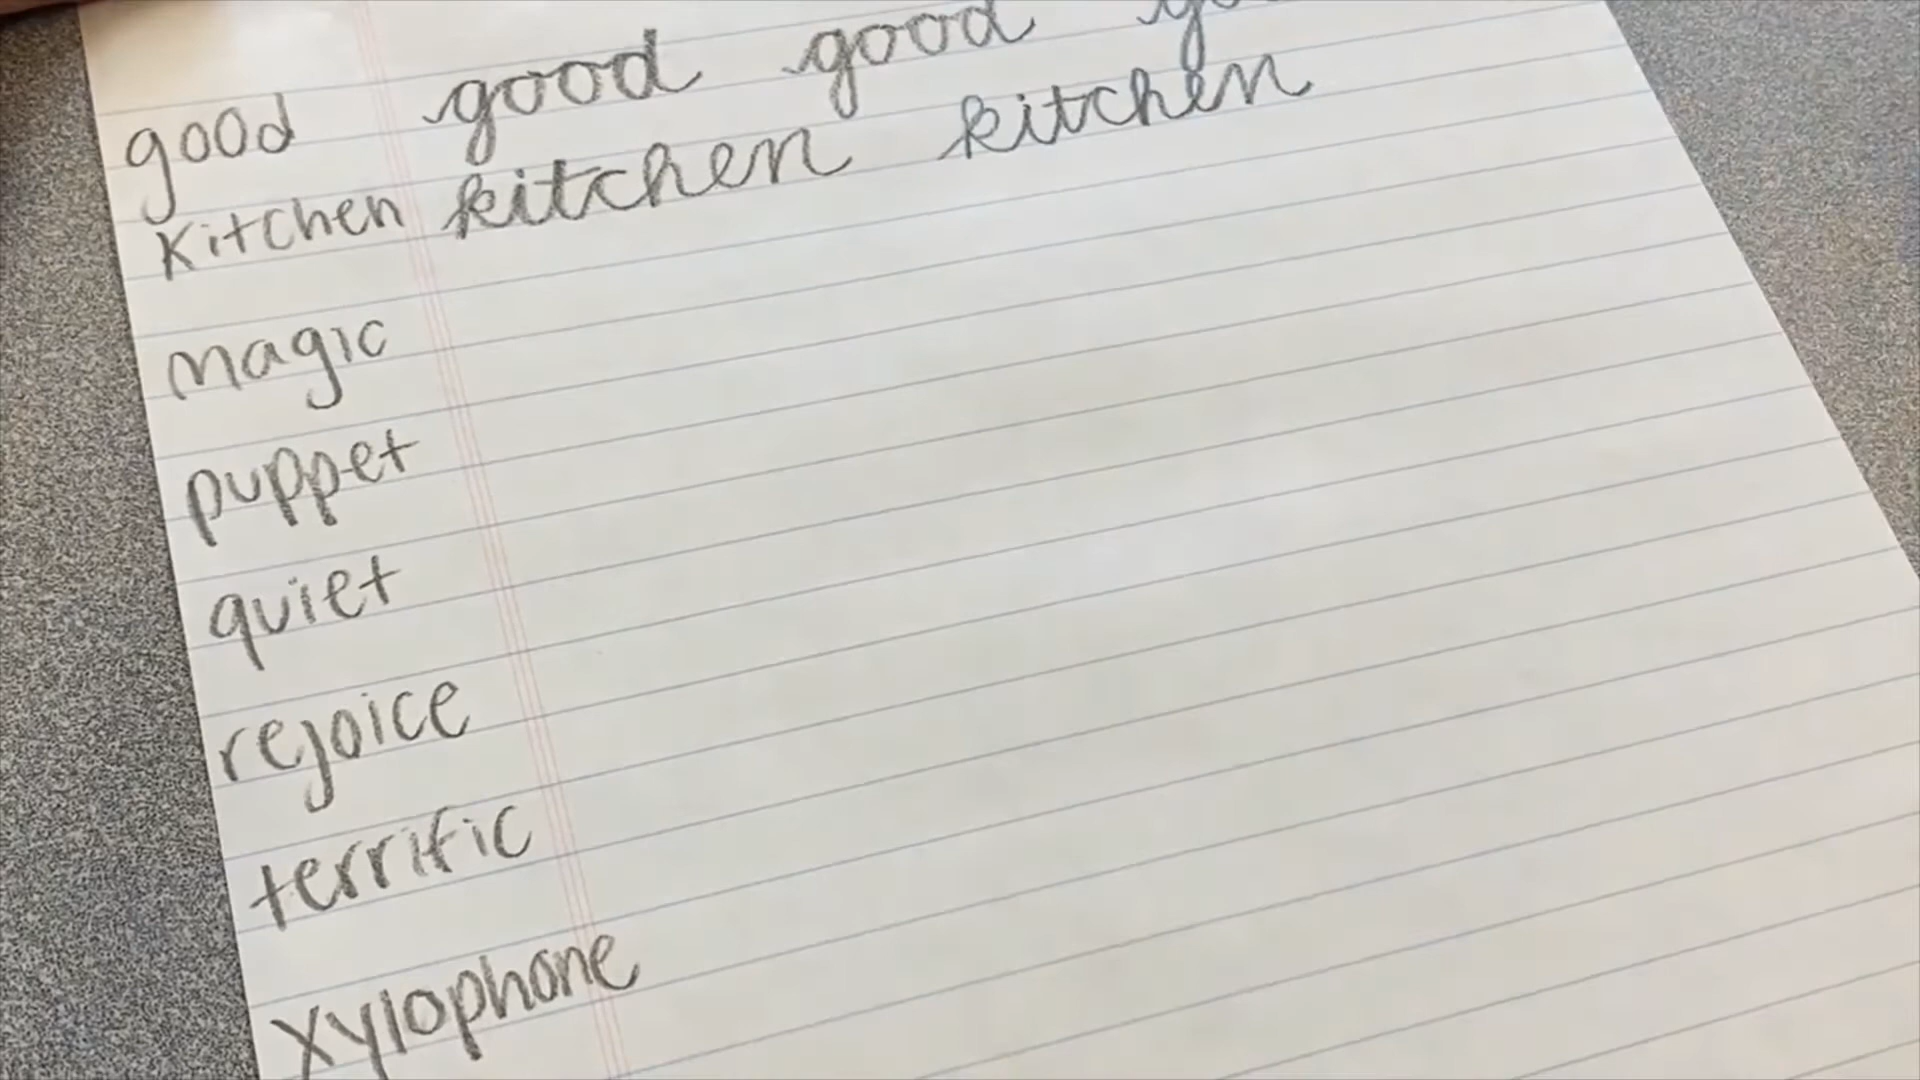 good good good
Kitchen kitchen kitchen
magic
puppet
quiet
rejoice
terrific
xylophone